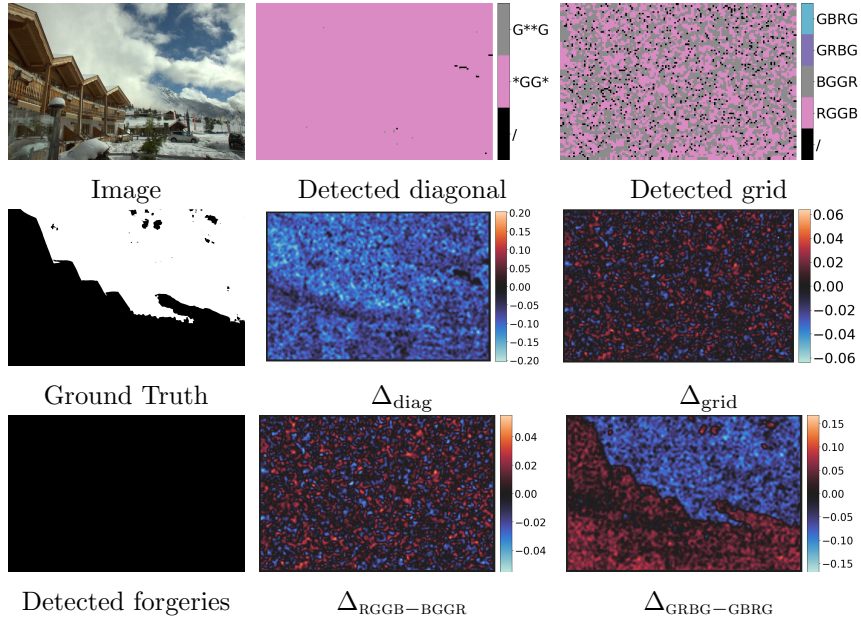 G**G
*GG*
/
GBRG
GRBG
BGGR
RGGB
/
Image
Detected diagonal
Detected grid
0.20
0.15
0.10
0.05
0.00
−0.05
−0.10
−0.15
−0.20
0.06
0.04
0.02
0.00
−0.02
−0.04
−0.06
Ground Truth
Δdiag
Δgrid
0.04
0.02
0.00
−0.02
−0.04
0.15
0.10
0.05
0.00
−0.05
−0.10
−0.15
Detected forgeries
ΔRGGB−BGGR
ΔGRBG−GBRG